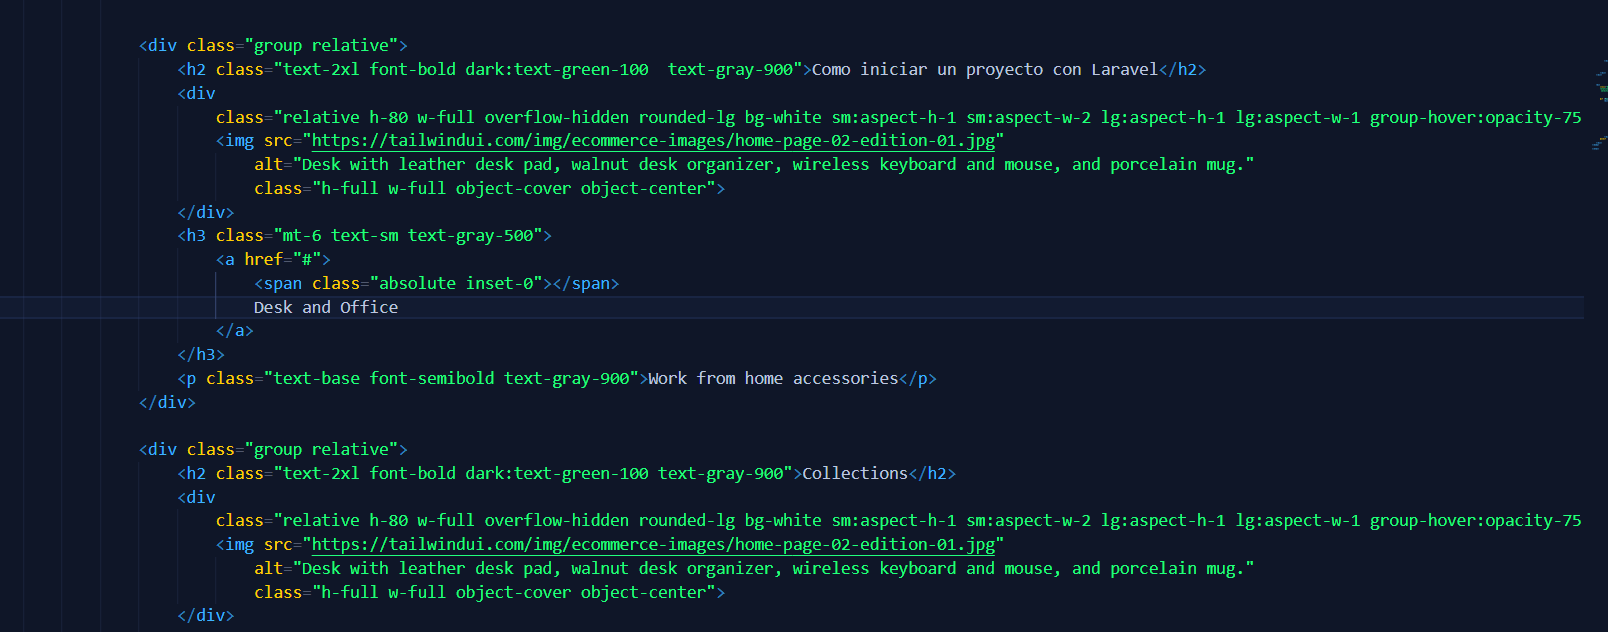 <div class="group relative">
<h2 class="text-2xl font-bold dark:text-green-100  text-gray-900">Como iniciar un proyecto con Laravel</h2>
<div
class="relative h-80 w-full overflow-hidden rounded-lg bg-white sm:aspect-h-1 sm:aspect-w-2 lg:aspect-h-1 lg:aspect-w-1 group-hover:opacity-75
<img src="https://tailwindui.com/img/ecommerce-images/home-page-02-edition-01.jpg"
alt="Desk with leather desk pad, walnut desk organizer, wireless keyboard and mouse, and porcelain mug."
class="h-full w-full object-cover object-center">
</div>
<h3 class="mt-6 text-sm text-gray-500">
<a href="#">
<span class="absolute inset-0"></span>
Desk and Office
</a>
</h3>
<p class="text-base font-semibold text-gray-900">Work from home accessories</p>
</div>
<div class="group relative">
<h2 class="text-2xl font-bold dark:text-green-100 text-gray-900">Collections</h2>
<div
class="relative h-80 w-full overflow-hidden rounded-lg bg-white sm:aspect-h-1 sm:aspect-w-2 lg:aspect-h-1 lg:aspect-w-1 group-hover:opacity-75
<img src="https://tailwindui.com/img/ecommerce-images/home-page-02-edition-01.jpg"
alt="Desk with leather desk pad, walnut desk organizer, wireless keyboard and mouse, and porcelain mug."
class="h-full w-full object-cover object-center">
</div>